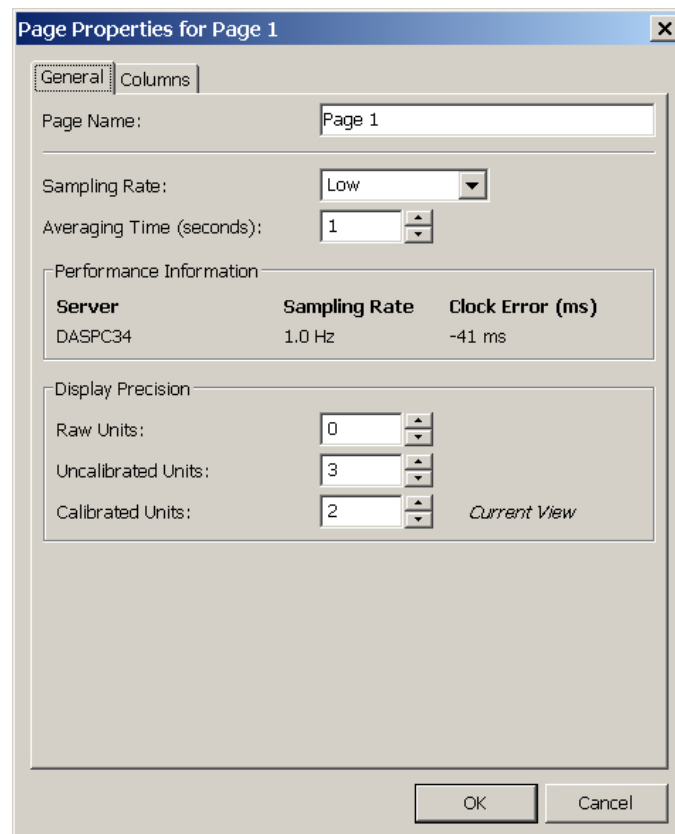 Page Properties for Page 1
General Columns
Page Name: Page 1
Sampling Rate: Low
Averaging Time (seconds): 1
Performance Information
Server Sampling Rate Clock Error (ms)
DASPC34 1.0 Hz -41 ms
Display Precision
Raw Units: 0
Uncalibrated Units: 3
Calibrated Units: 2 Current View
OK Cancel